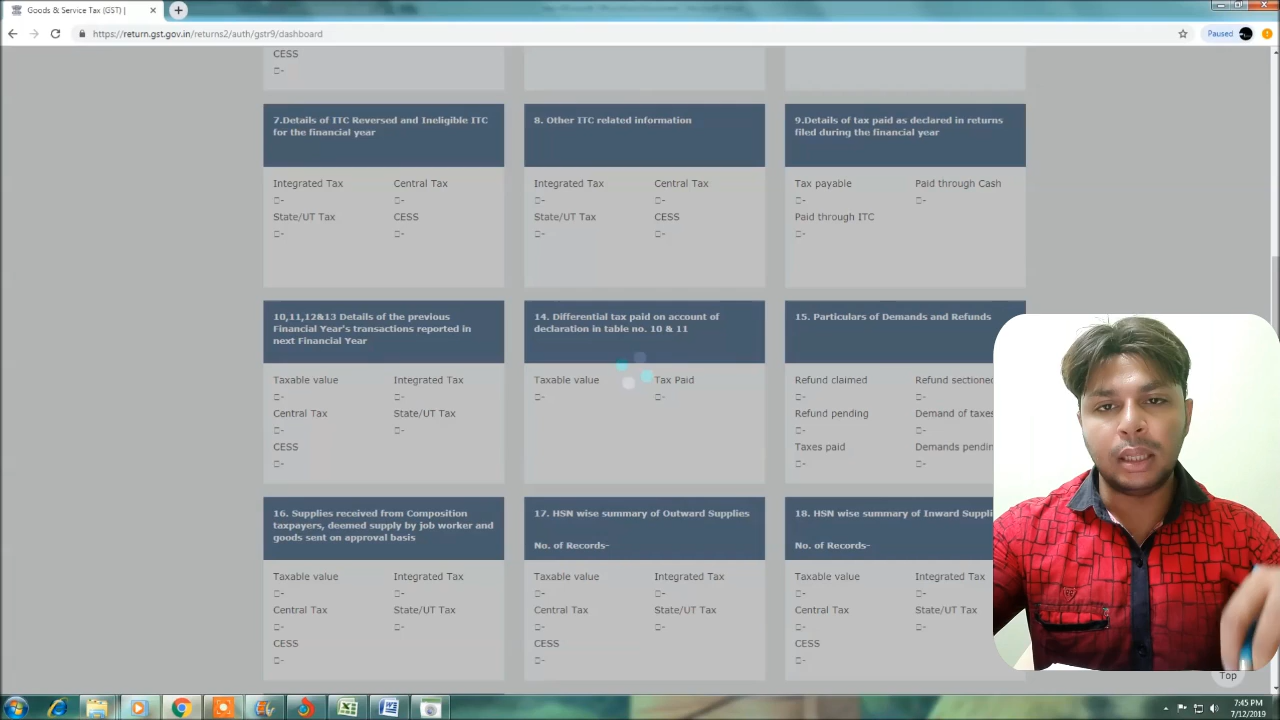 Goods & Service Tax (GST) |
https://return.gst.gov.in/returns2/auth/gstr9/dashboard
Paused
CESS
-
7.Details of ITC Reversed and Ineligible ITC
for the financial year
Integrated Tax Central Tax
- -
State/UT Tax CESS
- -
8. Other ITC related information
Integrated Tax Central Tax
- -
State/UT Tax CESS
- -
9.Details of tax paid as declared in returns
filed during the financial year
Tax payable Paid through Cash
- -
Paid through ITC
-
10,11,12&13 Details of the previous
Financial Year's transactions reported in
next Financial Year
Taxable value Integrated Tax
- -
Central Tax State/UT Tax
- -
CESS
-
14. Differential tax paid on account of
declaration in table no. 10 & 11
Taxable value Tax Paid
- -
15. Particulars of Demands and Refunds
Refund claimed Refund sectioned
- -
Refund pending Demand of taxes
- -
Taxes paid Demands pendin
- -
16. Supplies received from Composition
taxpayers, deemed supply by job worker and
goods sent on approval basis
Taxable value Integrated Tax
- -
Central Tax State/UT Tax
- -
CESS
-
17. HSN wise summary of Outward Supplies
No. of Records-
Taxable value Integrated Tax
- -
Central Tax State/UT Tax
- -
CESS
-
18. HSN wise summary of Inward Suppli
No. of Records-
Taxable value Integrated Tax
- -
Central Tax State/UT Tax
- -
CESS
-
Top
7:45 PM
7/12/2019